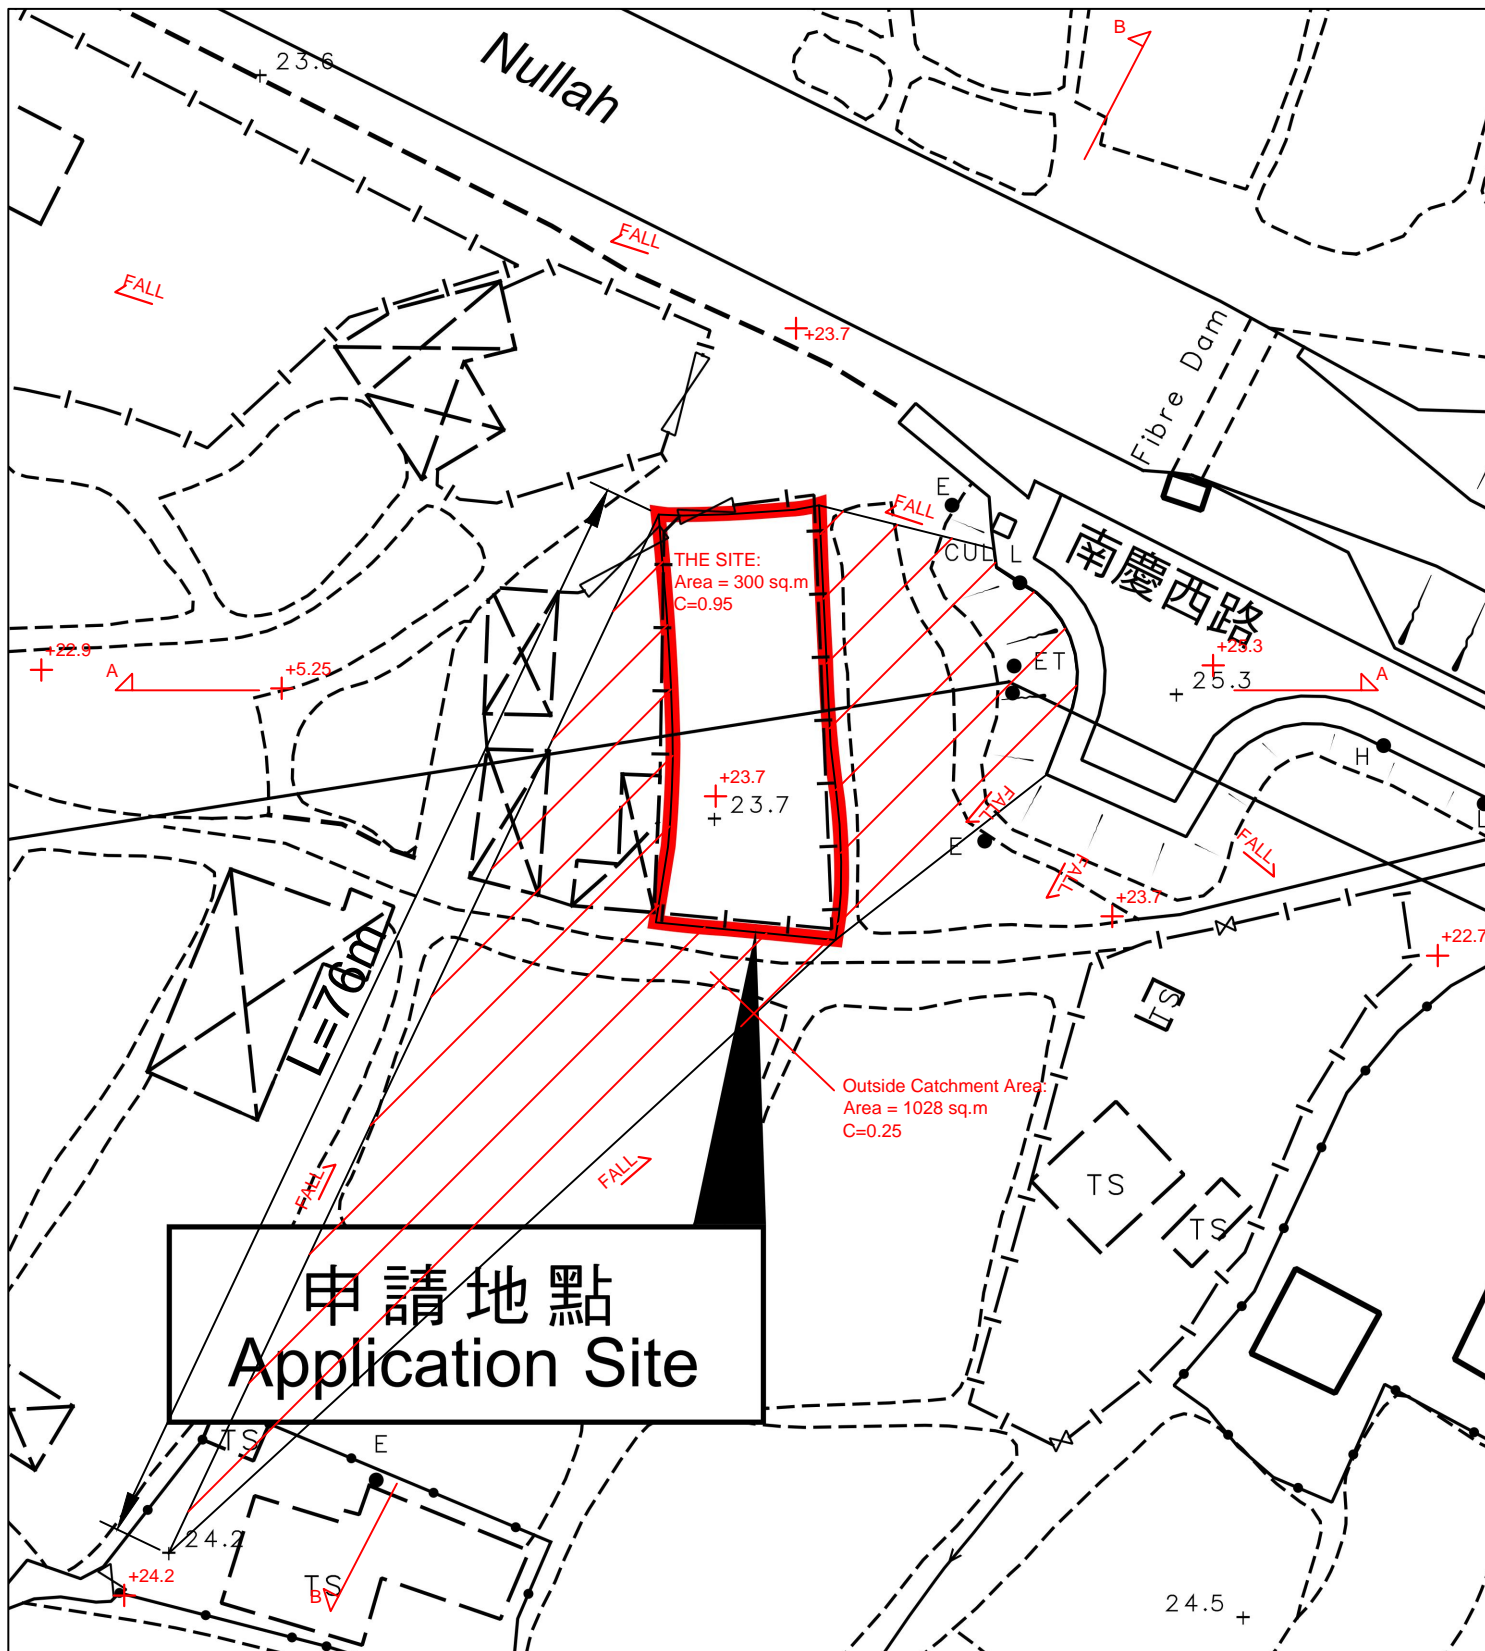 B
23.6
Nullah
FALL
FALL
+23.7
Fibre Dam
E
FALL
CULL
南慶西路
THE SITE:
Area = 300 sq.m
C=0.95
+22.9
A
+5.25
ET
+25.3
25.3
A
H
+23.7
23.7
FALL
E
FALL
FALL
L
+23.7
+22.7
L=76m
TS
Outside Catchment Area:
Area = 1028 sq.m
C=0.25
FALL
FALL
TS
TS
申請地點
Application Site
TS
E
24.2
+24.2
TS
B
24.5